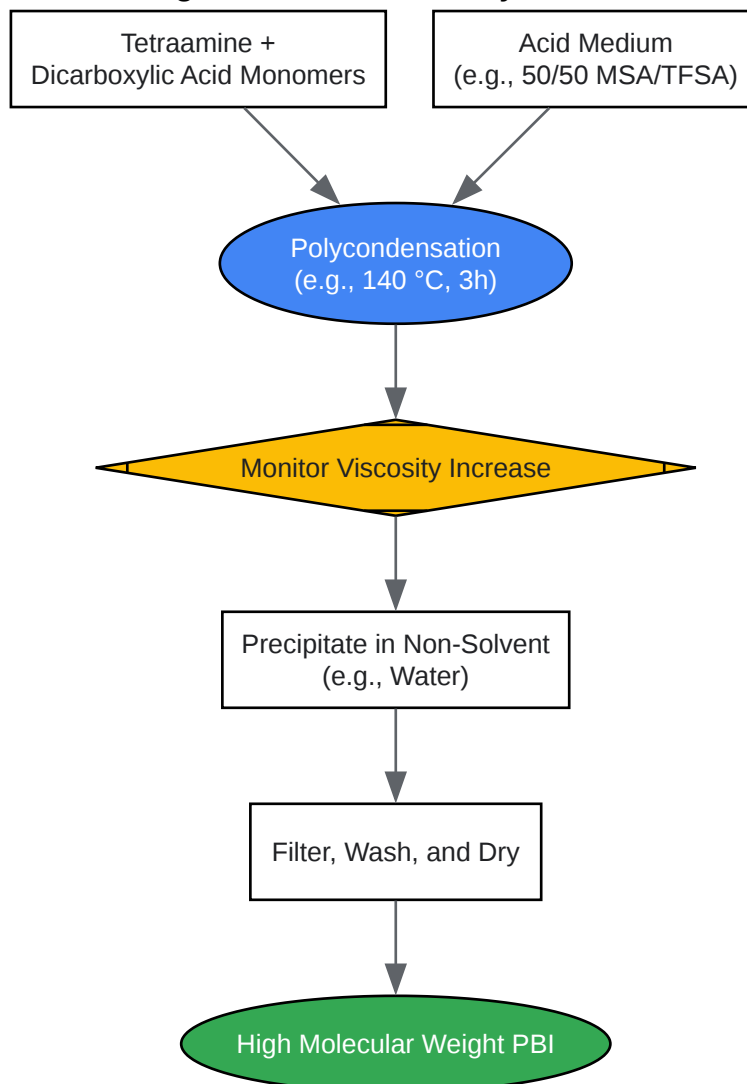 Tetraamine +
Dicarboxylic Acid Monomers
Acid Medium
(e.g., 50/50 MSA/TFSA)
Polycondensation
(e.g., 140 °C, 3h)
Monitor Viscosity Increase
Precipitate in Non-Solvent
(e.g., Water)
Filter, Wash, and Dry
High Molecular Weight PBI